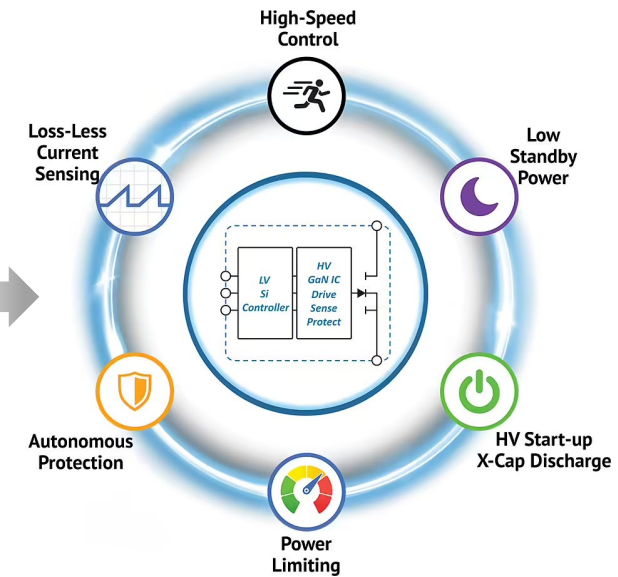 High-Speed
Control
Loss-Less
Current
Sensing
Low
Standby
Power
LV
Si
Controller
HV
GaN IC
Drive
Sense
Protect
Autonomous
Protection
HV Start-up
X-Cap Discharge
Power
Limiting